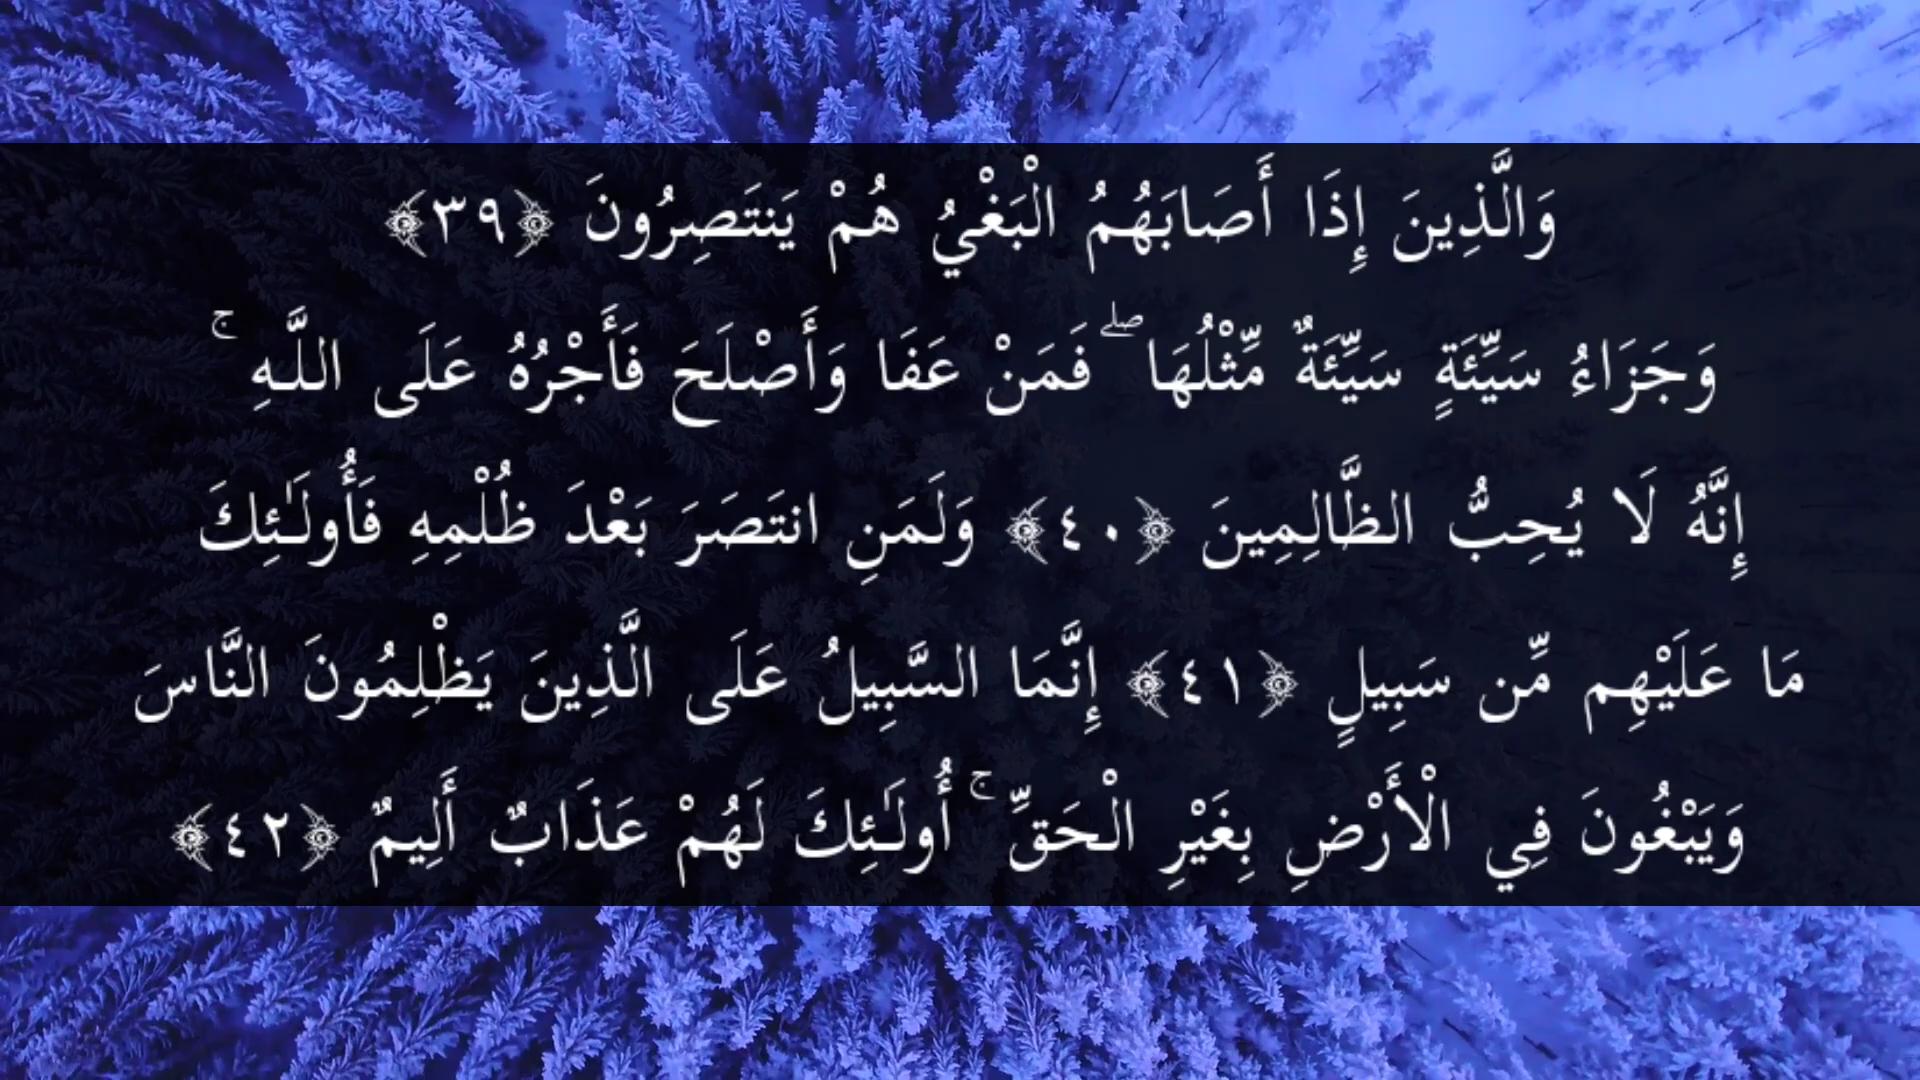 وَالَّذِينَ إِذَا أَصَابَهُمُ الْبَغْيُ هُمْ يَنتَصِرُونَ ﴿٣٩﴾
وَجَزَاءُ سَيِّئَةٍ سَيِّئَةٌ مِّثْلُهَا ۖ فَمَنْ عَفَا وَأَصْلَحَ فَأَجْرُهُ عَلَى اللَّـهِ ۚ
إِنَّهُ لَا يُحِبُّ الظَّالِمِينَ ﴿٤٠﴾ وَلَمَنِ انتَصَرَ بَعْدَ ظُلْمِهِ فَأُولَـٰئِكَ
مَا عَلَيْهِم مِّن سَبِيلٍ ﴿٤١﴾ إِنَّمَا السَّبِيلُ عَلَى الَّذِينَ يَظْلِمُونَ النَّاسَ
وَيَبْغُونَ فِي الْأَرْضِ بِغَيْرِ الْحَقِّ ۚ أُولَـٰئِكَ لَهُمْ عَذَابٌ أَلِيمٌ ﴿٤٢﴾